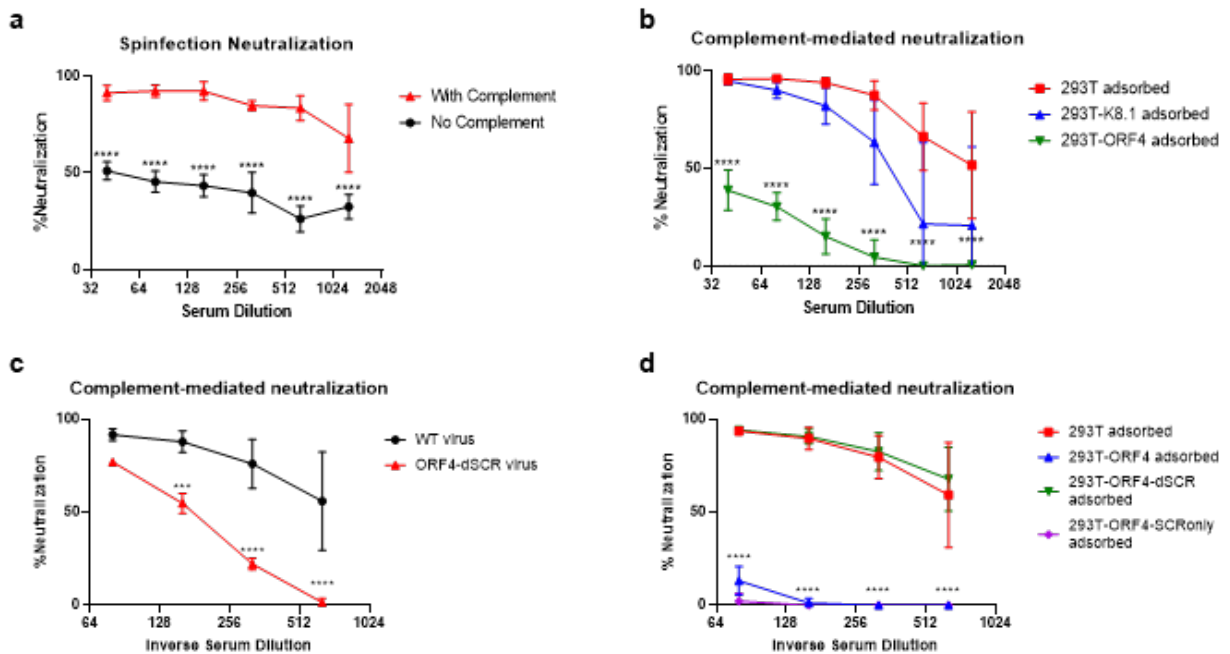 a
Spinfection Neutralization
100
50
0
%Neutralization
With Complement
No Complement
****
****
****
****
****
****
32 64 128 256 512 1024 2048
Serum Dilution
b
Complement-mediated neutralization
100
50
0
% Neutralization
293T adsorbed
293T-K8.1 adsorbed
293T-ORF4 adsorbed
****
****
****
****
****
****
32 64 128 256 512 1024 2048
Serum Dilution
c
Complement-mediated neutralization
100
50
0
%Neutralization
WT virus
ORF4-dSCR virus
***
****
****
64 128 256 512 1024
Inverse Serum Dilution
d
Complement-mediated neutralization
100
50
0
% Neutralization
293T adsorbed
293T-ORF4 adsorbed
293T-ORF4-dSCR
adsorbed
293T-ORF4-SCRonly
adsorbed
****
****
****
****
64 128 256 512 1024
Inverse Serum Dilution